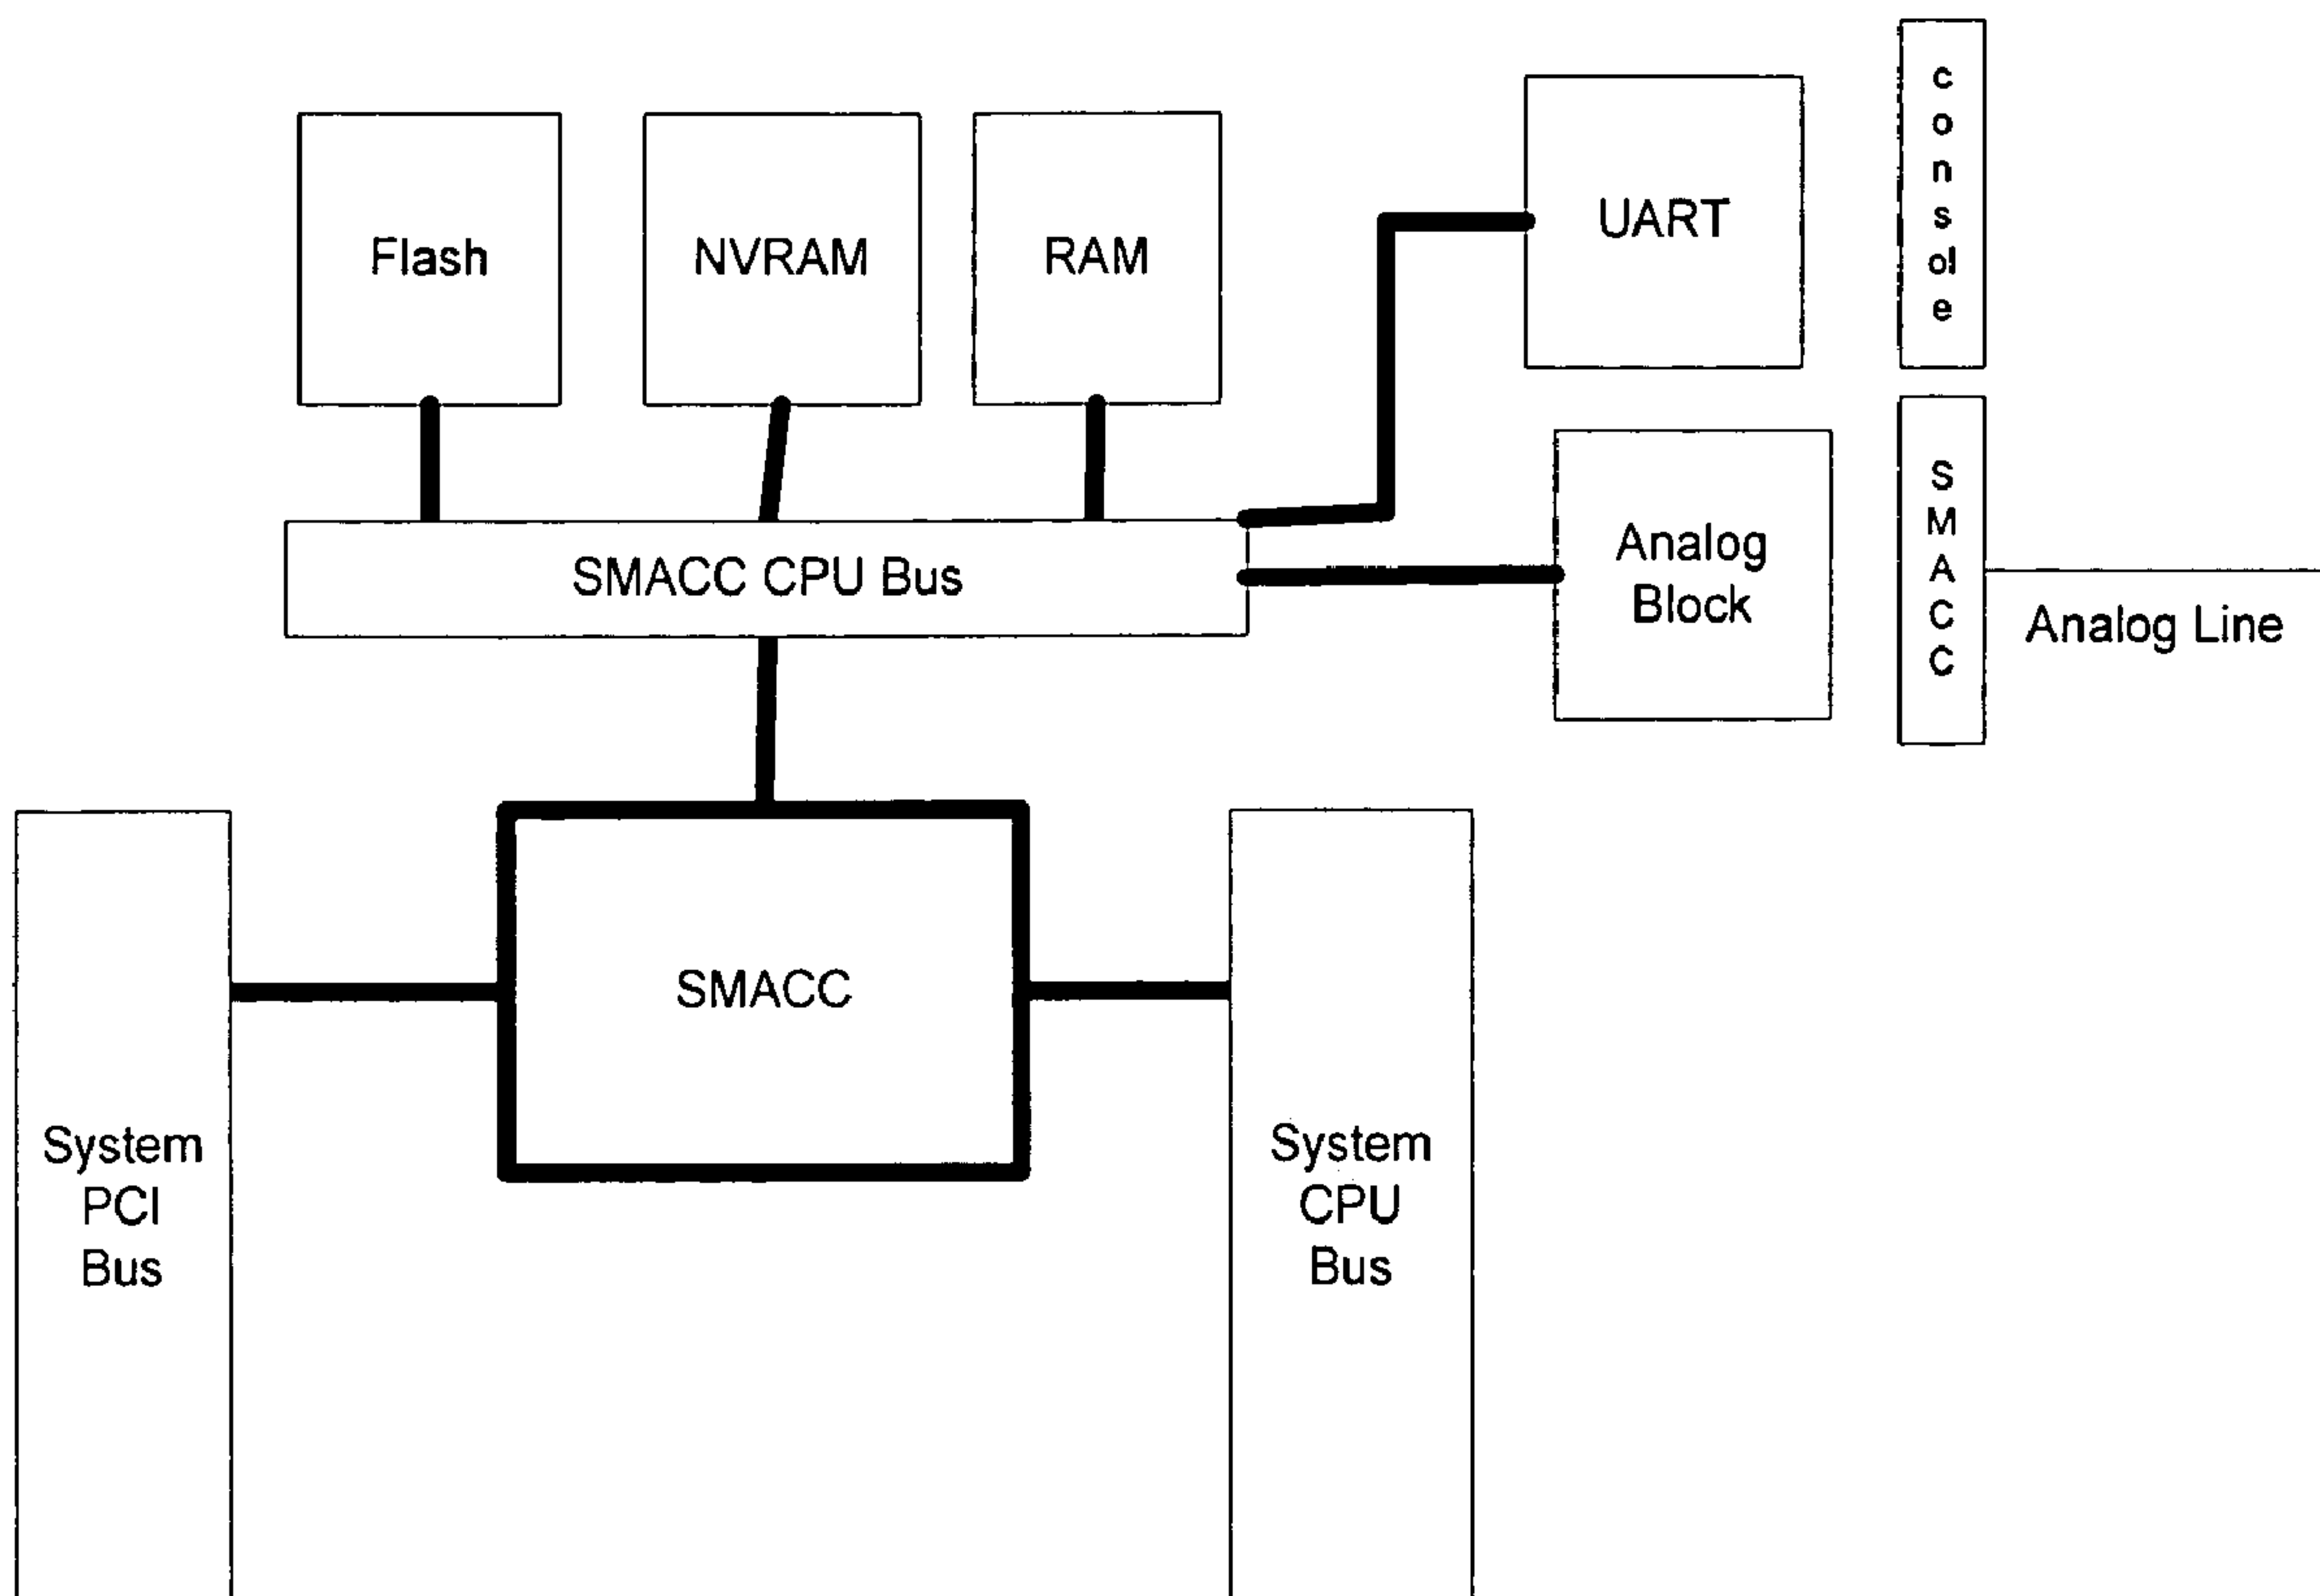 c
o
n
s
ol
e
Flash
NVRAM
RAM
UART
SMACC CPU Bus
Analog
Block
S
M
A
C
C
Analog Line
SMACC
System
PCI
Bus
System
CPU
Bus